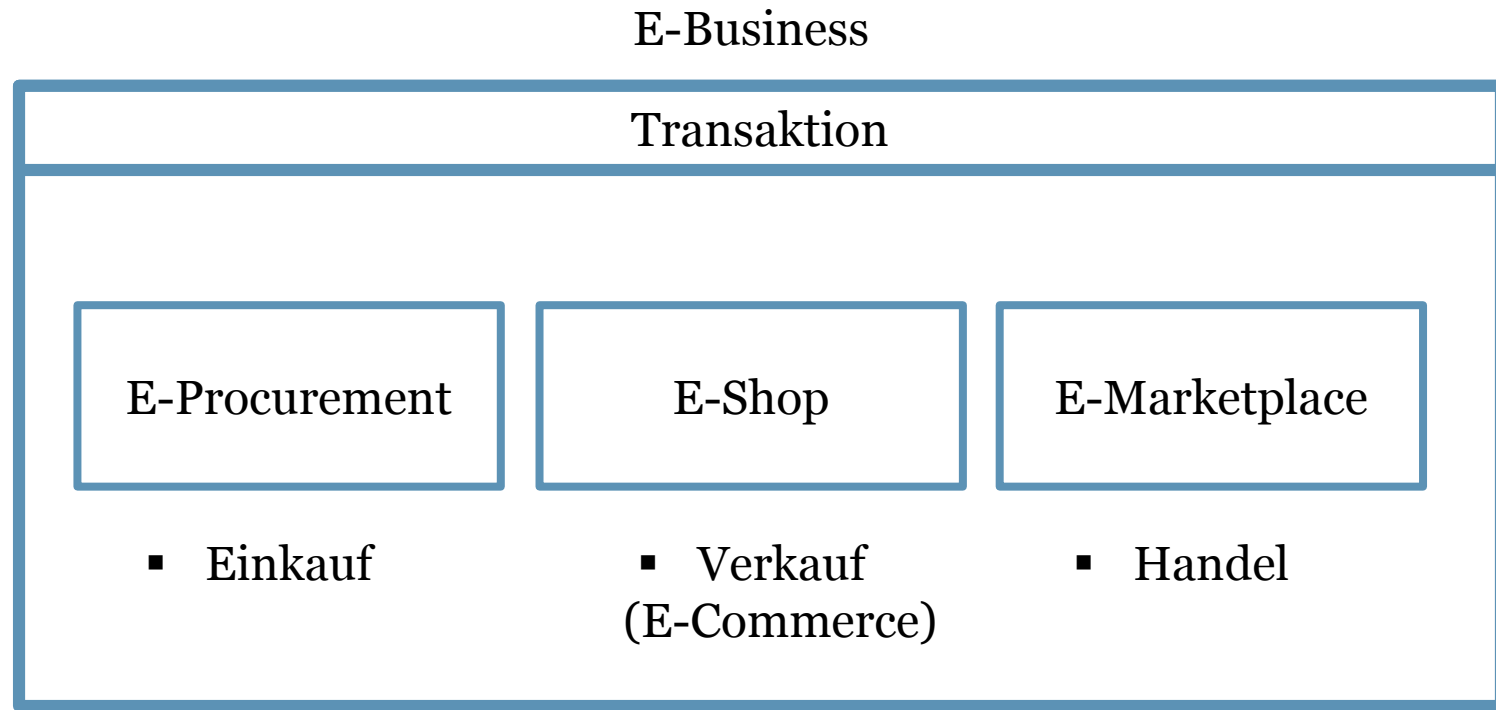 E-Business
Transaktion
E-Procurement
E-Shop
E-Marketplace
▪ Einkauf
▪ Verkauf
(E-Commerce)
▪ Handel